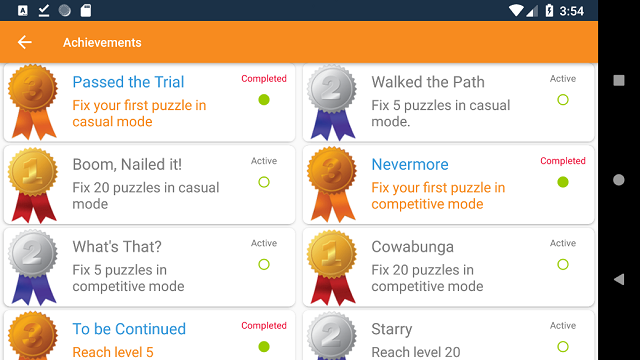 3:54
Achievements
3
Passed the Trial
Completed
Fix your first puzzle in
casual mode
2
Walked the Path
Active
Fix 5 puzzles in casual
mode.
1
Boom, Nailed it!
Active
Fix 20 puzzles in casual
mode
3
Nevermore
Completed
Fix your first puzzle in
competitive mode
2
What's That?
Active
Fix 5 puzzles in
competitive mode
1
Cowabunga
Active
Fix 20 puzzles in
competitive mode
3
To be Continued
Completed
Reach level 5
2
Starry
Active
Reach level 20